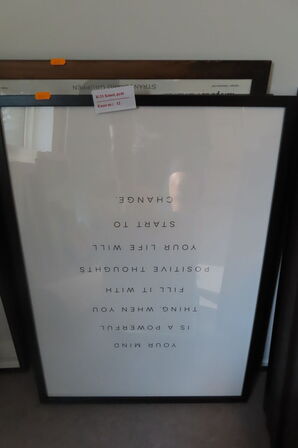 YOUR MIND
IS A POWERFUL
THING. WHEN YOU
FILL IT WITH
POSITIVE THOUGHTS
YOUR LIFE WILL
START TO
CHANGE.